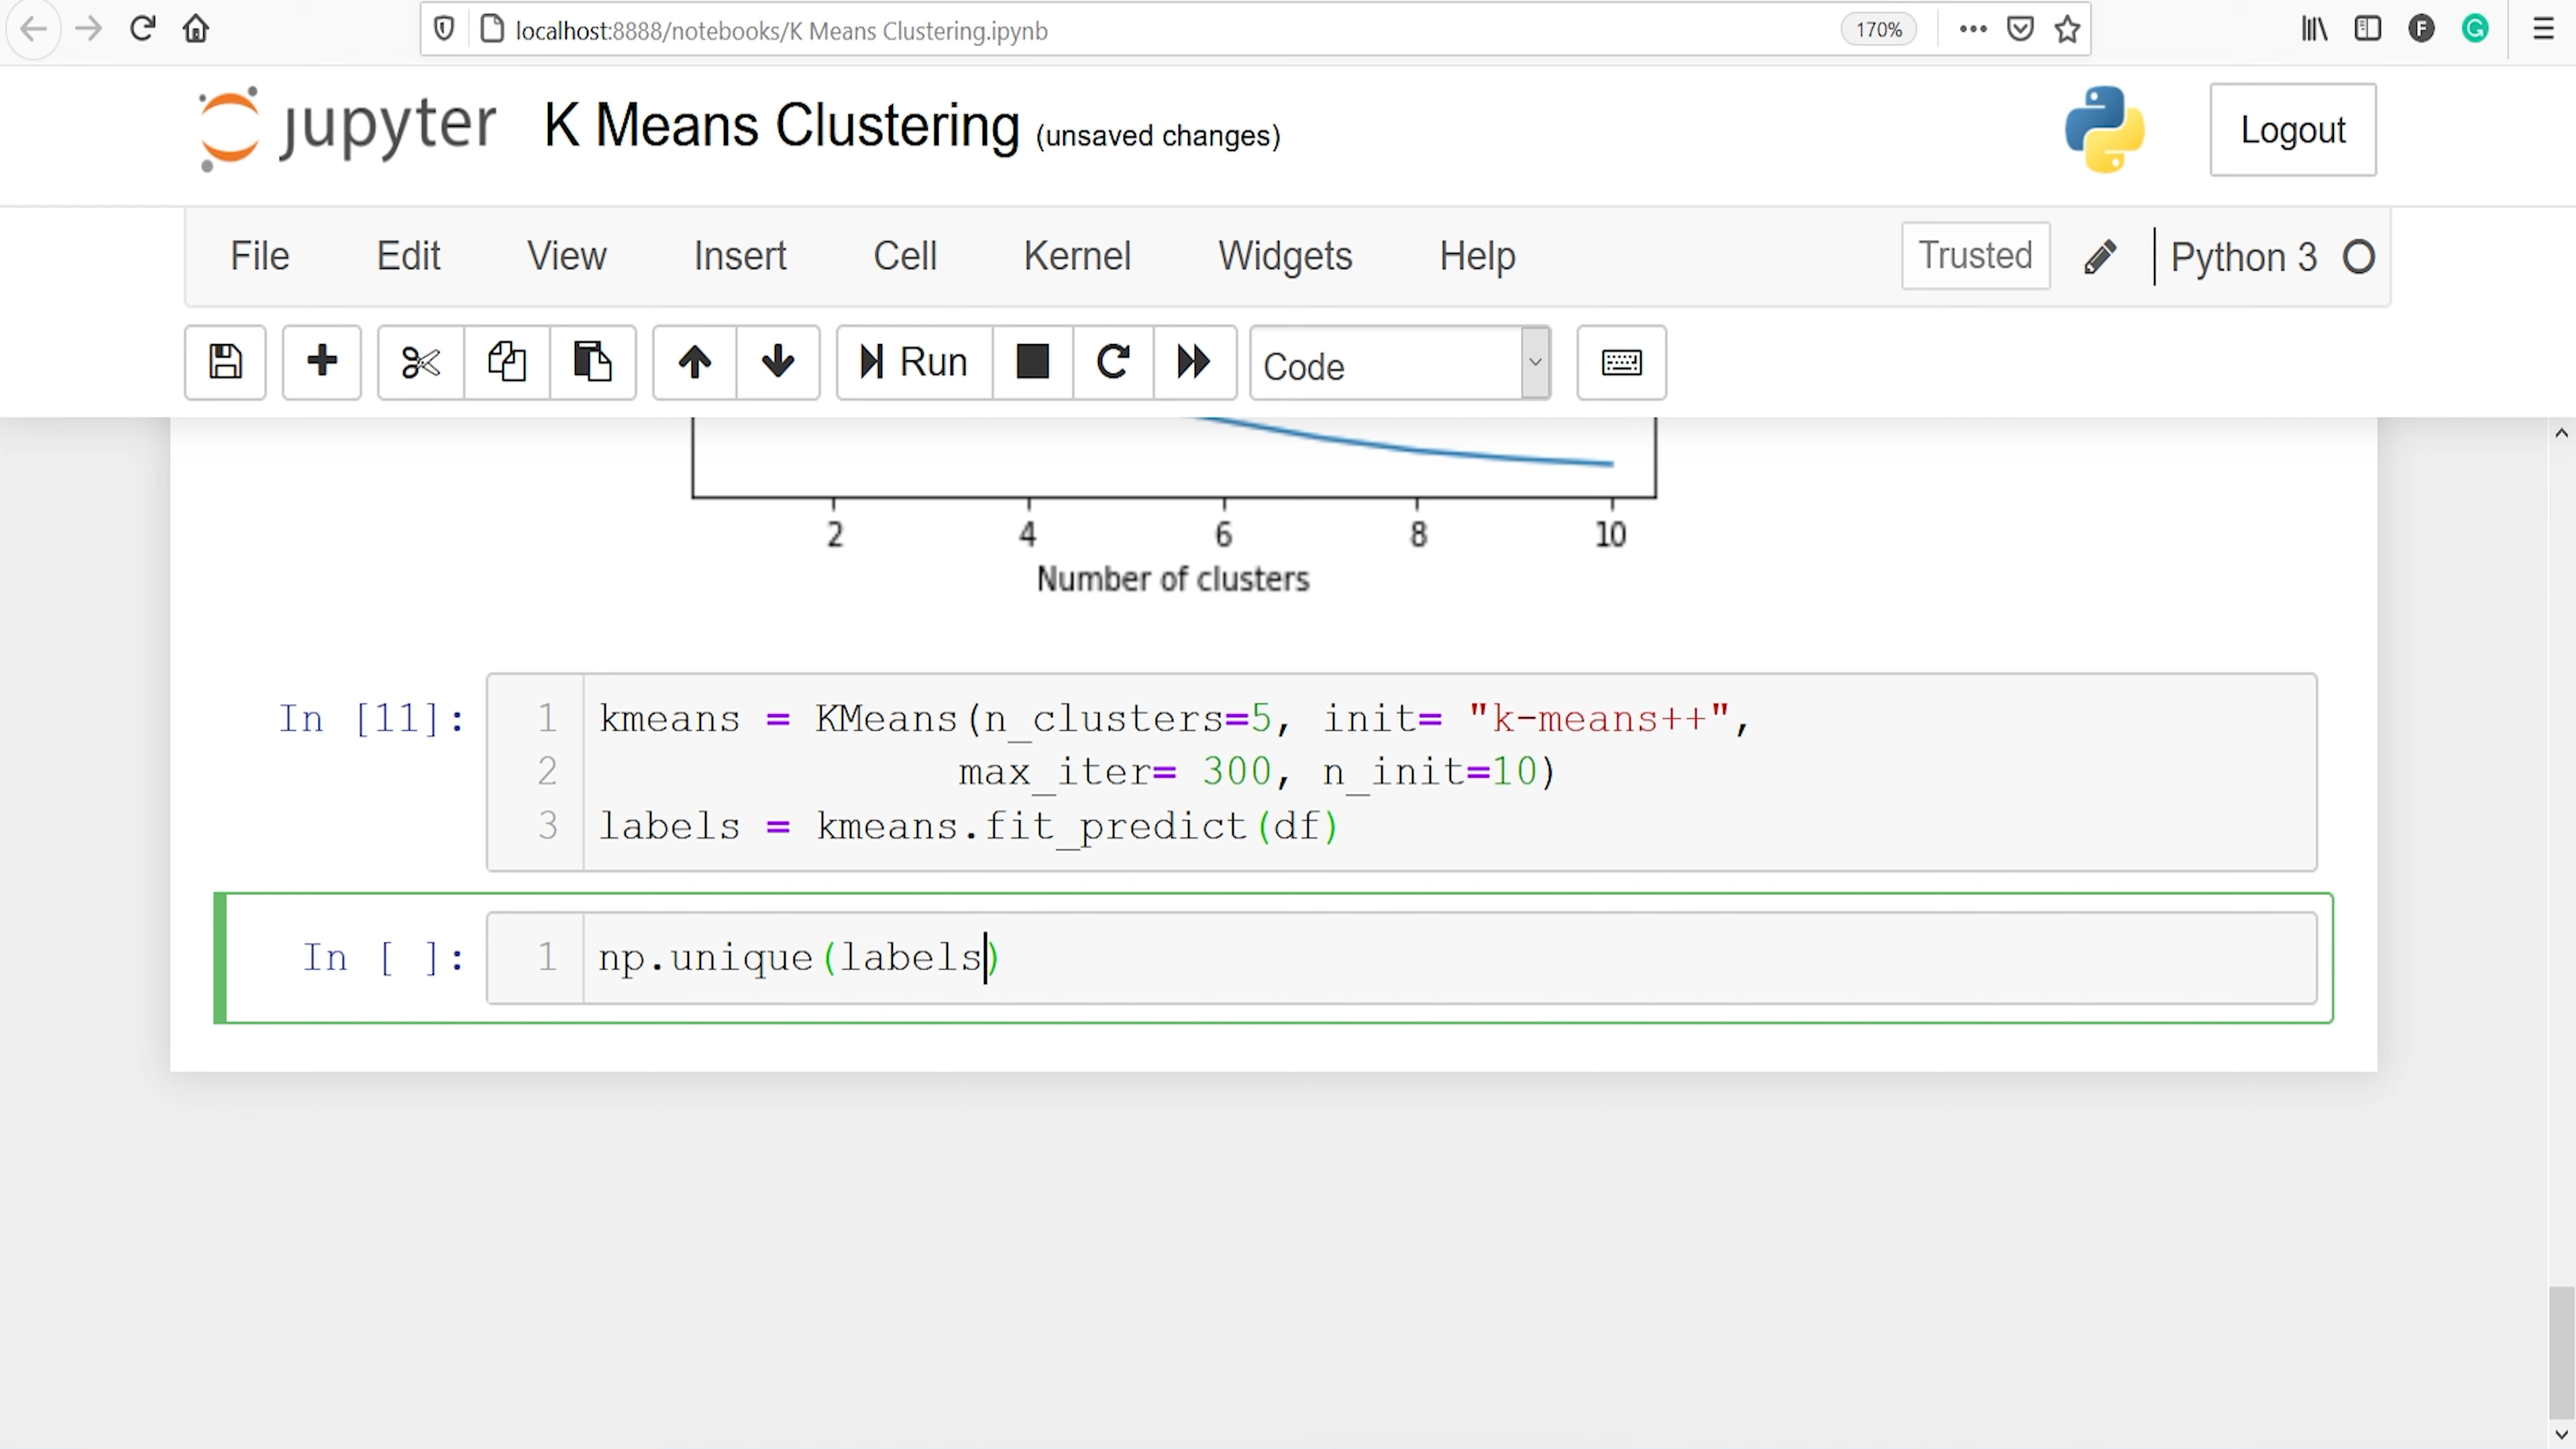 localhost:8888/notebooks/K Means Clustering.ipynb
170%
F
G
jupyter
K Means Clustering (unsaved changes)
Logout
File Edit View Insert Cell Kernel Widgets Help
Trusted
Python 3
Run
Code
2 4 6 8 10
Number of clusters
In [11]:
1 kmeans = KMeans(n_clusters=5, init= "k-means++",
2 max_iter= 300, n_init=10)
3 labels = kmeans.fit_predict(df)
In [ ]:
1 np.unique(labels)